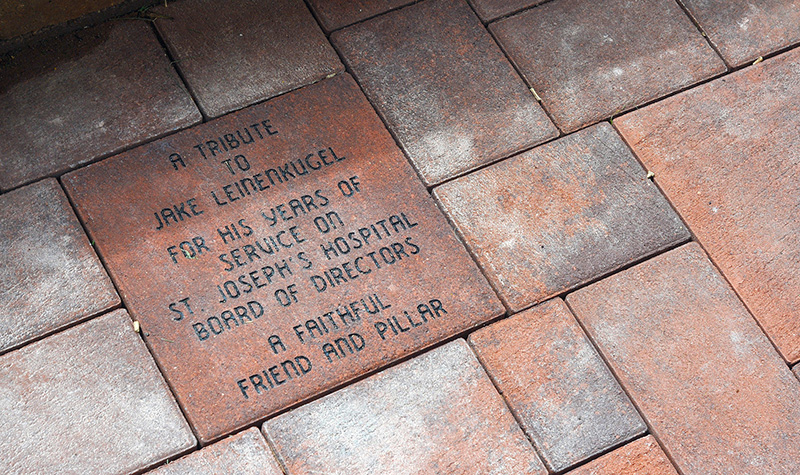 A TRIBUTE
TO
JAKE LEINENKUGEL
FOR HIS YEARS OF
SERVICE ON
ST. JOSEPH'S HOSPITAL
BOARD OF DIRECTORS
A FAITHFUL
FRIEND AND PILLAR